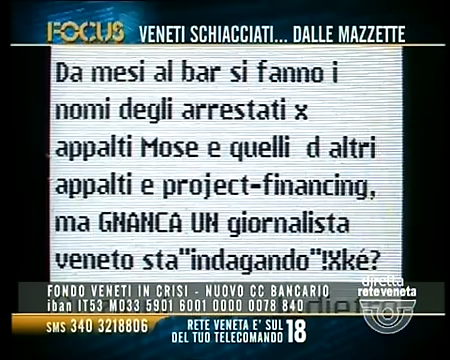 FOCUS VENETI SCHIACCIATI... DALLE MAZZETTE
Da mesi al bar si fanno i
nomi degli arrestati x
appalti Mose e quelli d altri
appalti e project-financing,
ma GNANCA UN giornalista
veneto sta"indagando"!Xké?
diretta
reteveneta
FONDO VENETI IN CRISI - NUOVO CC BANCARIO
iban IT53 M033 5901 6001 0000 0078 840
SMS 340 3218806
RETE VENETA E' SUL
DEL TUO TELECOMANDO 18